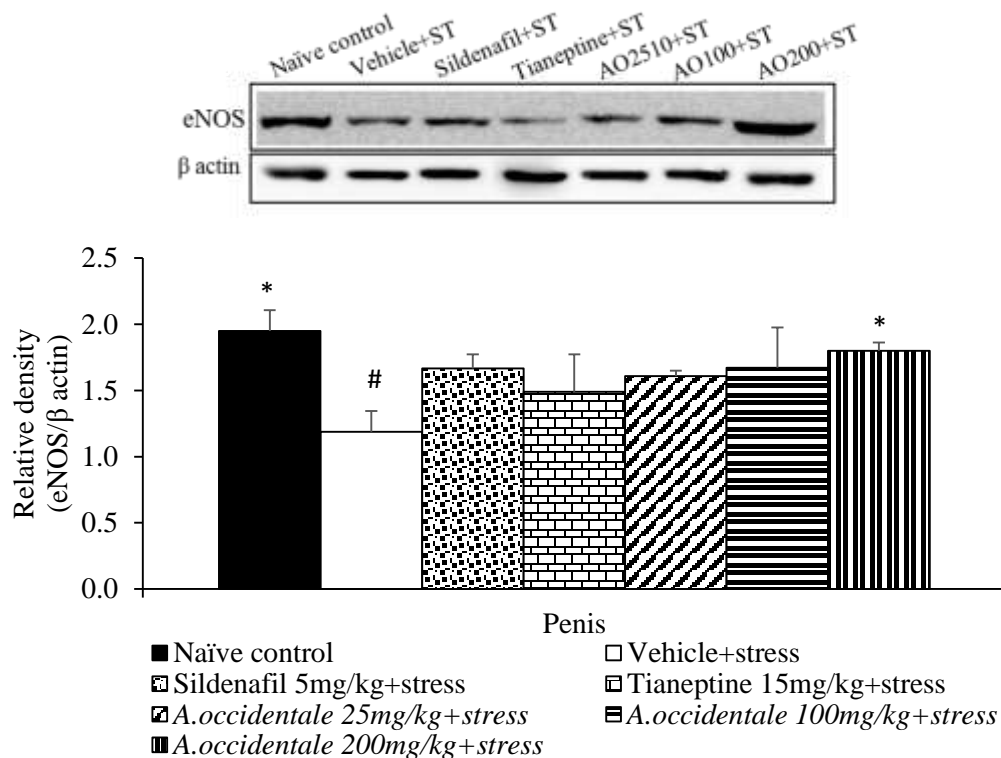 Naïve control
Vehicle+ST
Sildenafil+ST
Tianeptine+ST
AO2510+ST
AO100+ST
AO200+ST
eNOS
β actin
2.5
2.0
1.5
1.0
0.5
0.0
Relative density
(eNOS/β actin)
*
#
*
Penis
Naïve control
Vehicle+stress
Sildenafil 5mg/kg+stress
Tianeptine 15mg/kg+stress
A.occidentale 25mg/kg+stress
A.occidentale 100mg/kg+stress
A.occidentale 200mg/kg+stress